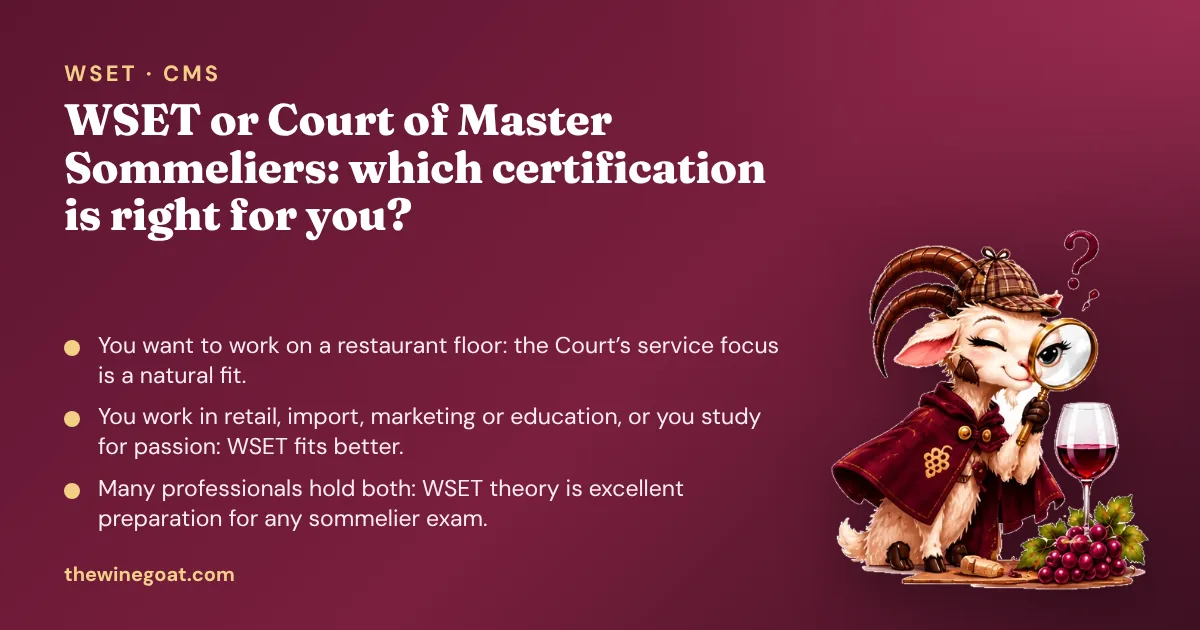 WSET · CMS
WSET or Court of Master
Sommeliers: which certification
is right for you?
You want to work on a restaurant floor: the Court’s service focus
is a natural fit.
You work in retail, import, marketing or education, or you study
for passion: WSET fits better.
Many professionals hold both: WSET theory is excellent
preparation for any sommelier exam.
thewinegoat.com
?